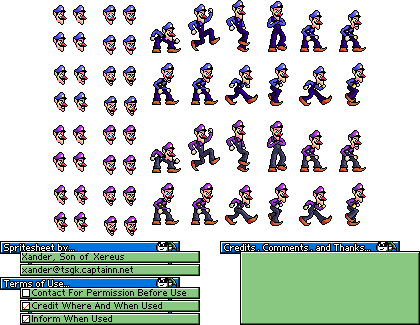 Spritesheet by...
Xander, Son of Xereus
xander@tsgk.captainn.net
Terms of Use...
Contact For Permission Before Use
Credit Where And When Used
Inform When Used
Credits, Comments, and Thanks...